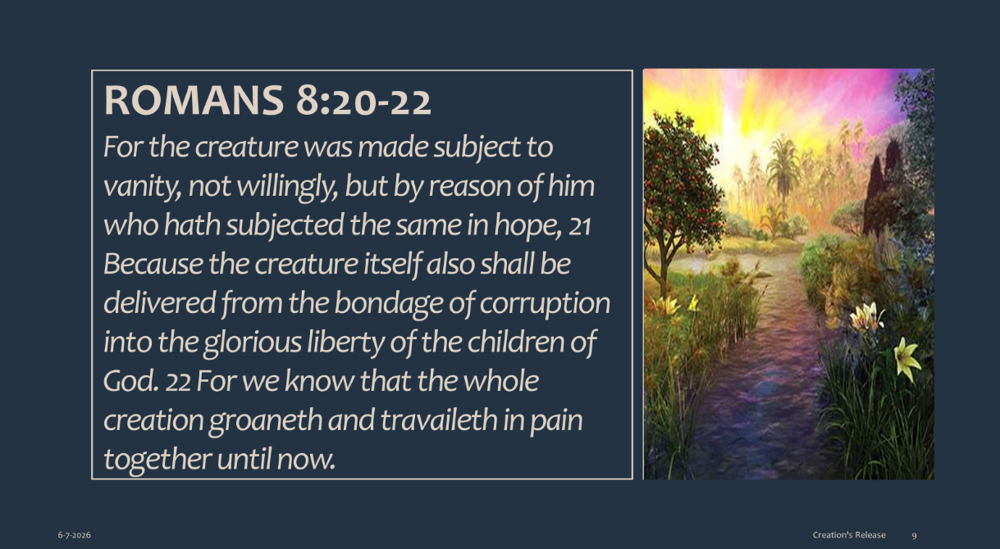 ROMANS 8:20-22
For the creature was made subject to
vanity, not willingly, but by reason of him
who hath subjected the same in hope, 21
Because the creature itself also shall be
delivered from the bondage of corruption
into the glorious liberty of the children of
God. 22 For we know that the whole
creation groaneth and travaileth in pain
together until now.
6-7-2026
Creation's Release 9